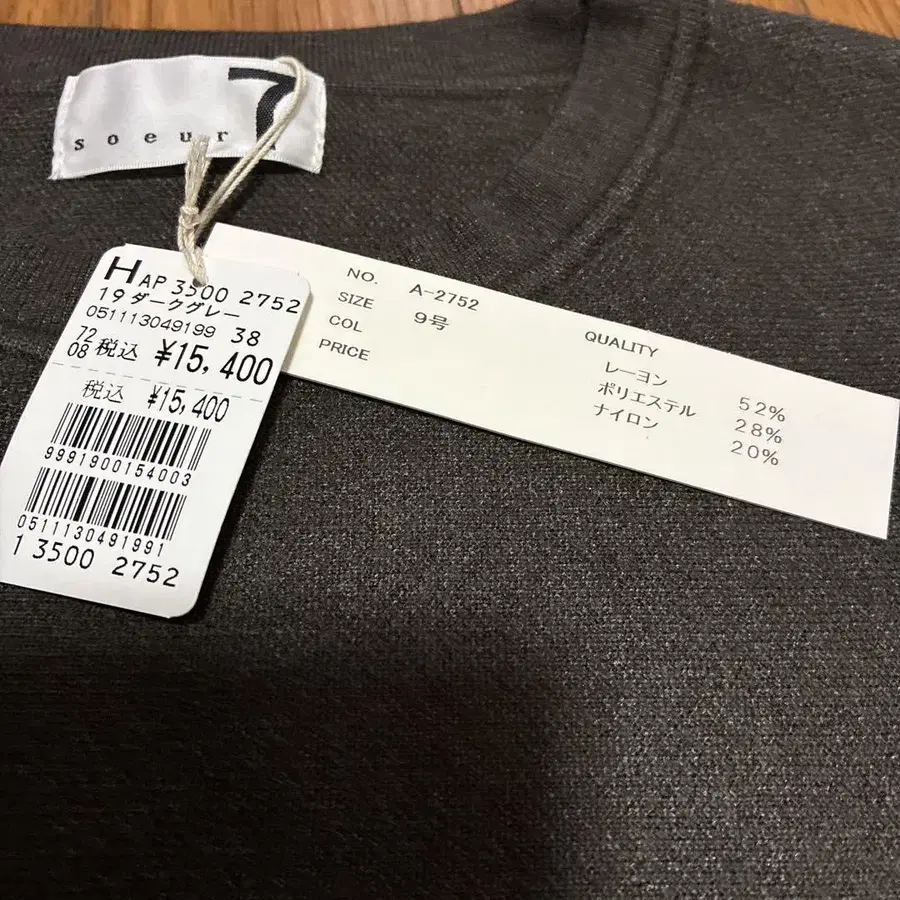 soeur 7
H AP 3500 2752
19 ダークグレー
051113049199 38
72
08 税込 ¥15,400
税込 ¥15,400
9991900154003
0511130491991
1 3500 2752
NO. A-2752
SIZE 9号
COL
PRICE
QUALITY
レーヨン 52%
ポリエステル 28%
ナイロン 20%